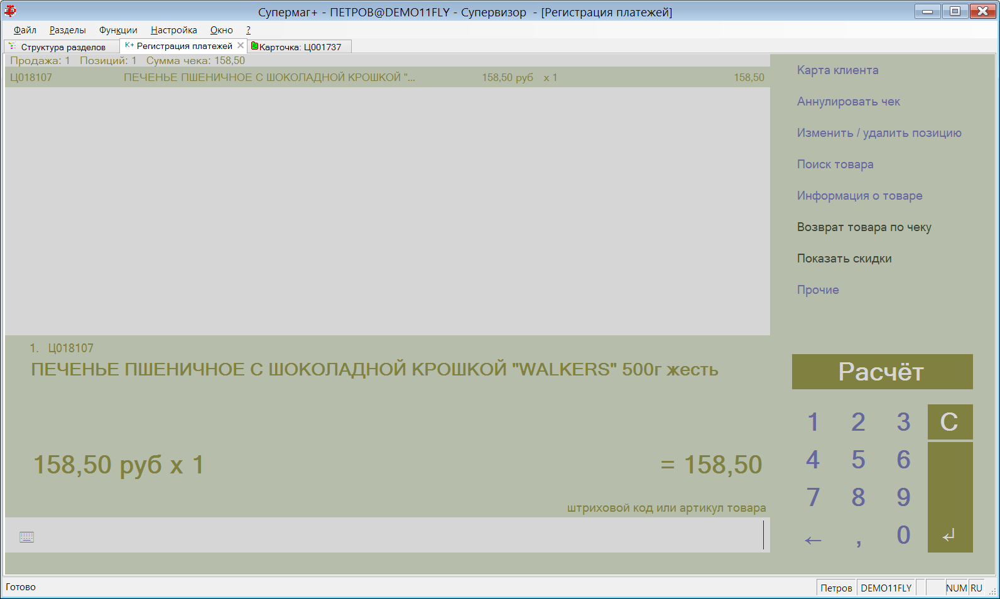 Супермаг+ - ПЕТРОВ@DEMO11FLY - Супервизор - [Регистрация платежей]
Файл Разделы Функции Настройка Окно ?
Структура разделов К+ Регистрация платежей Карточка: Ц001737
Продажа: 1 Позиций: 1 Сумма чека: 158,50
Ц018107 ПЕЧЕНЬЕ ПШЕНИЧНОЕ С ШОКОЛАДНОЙ КРОШКОЙ "... 158,50 руб x 1 158,50
Карта клиента
Аннулировать чек
Изменить / удалить позицию
Поиск товара
Информация о товаре
Возврат товара по чеку
Показать скидки
Прочие
1. Ц018107
ПЕЧЕНЬЕ ПШЕНИЧНОЕ С ШОКОЛАДНОЙ КРОШКОЙ "WALKERS" 500г жесть
158,50 руб x 1 = 158,50
штриховой код или артикул товара
Расчёт
1 2 3 C
4 5 6
7 8 9
← , 0 ↵
Готово Петров DEMO11FLY NUM RU